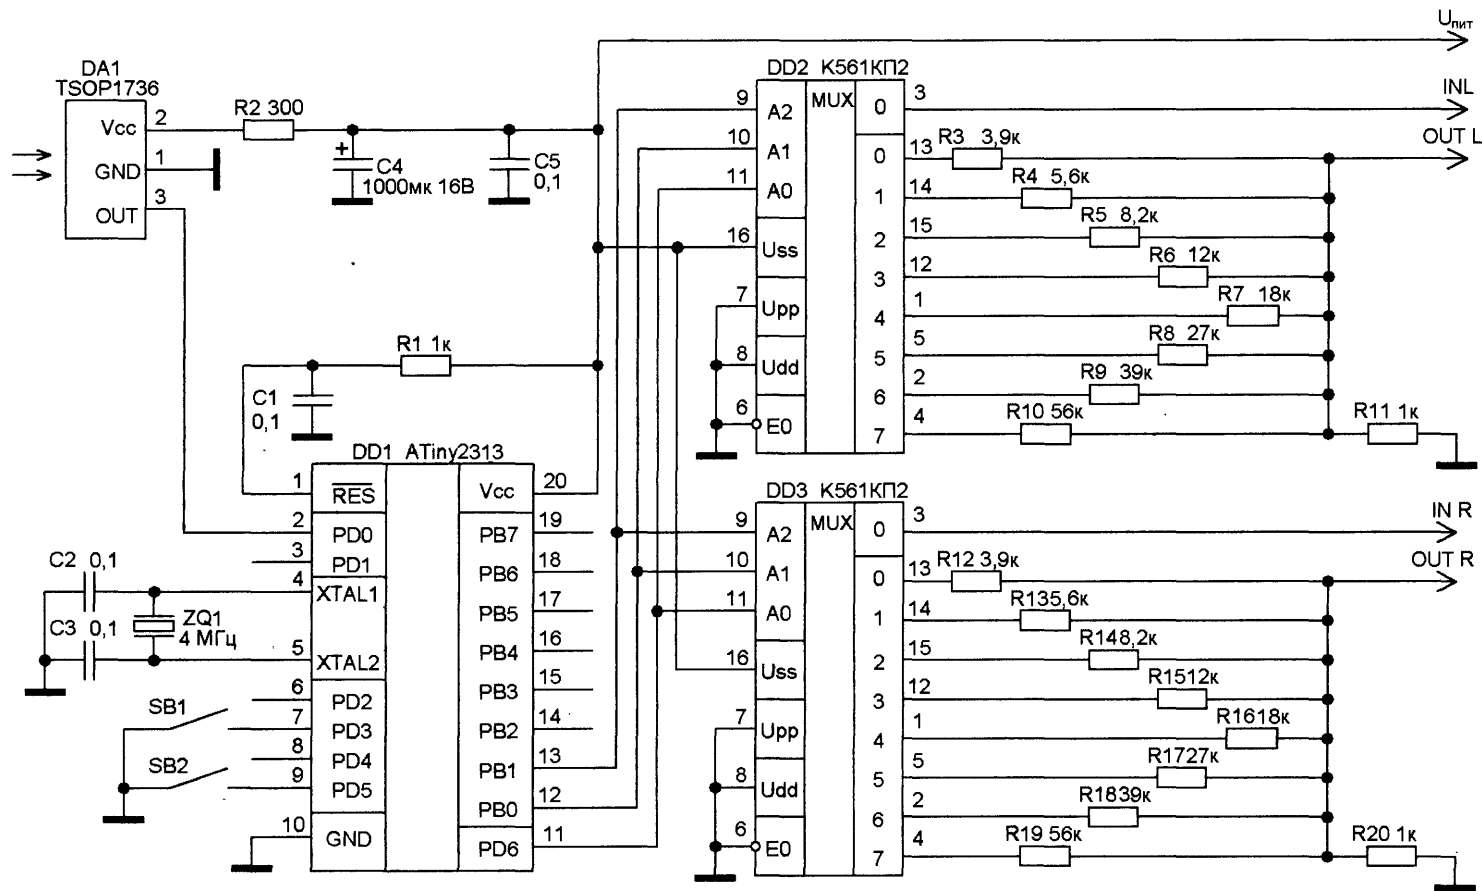 Uпит
DA1
TSOP1736
Vcc 2
GND 1
OUT 3
R2 300
+
C4
1000мк 16В
C5
0,1
R1 1к
C1
0,1
DD1 ATiny2313
1 RES Vcc 20
2 PD0 PB7 19
3 PD1 PB6 18
4 XTAL1 PB5 17
PB4 16
5 XTAL2 PB3 15
6 PD2 PB2 14
7 PD3 PB1 13
8 PD4
9 PD5 PB0 12
10 GND PD6 11
C2 0,1
C3 0,1
ZQ1
4 МГц
SB1
SB2
DD2 К561КП2
MUX
9 A2
10 A1
11 A0
16 Uss
7 Upp
8 Udd
6 E0
0 3
INL
0 13 R3 3,9к
OUT L
1 14 R4 5,6к
2 15 R5 8,2к
3 12 R6 12к
4 1 R7 18к
5 5 R8 27к
6 2 R9 39к
7 4 R10 56к
R11 1к
DD3 К561КП2
MUX
9 A2
10 A1
11 A0
16 Uss
7 Upp
8 Udd
6 E0
0 3
IN R
0 13 R12 3,9к
OUT R
1 14 R135,6к
2 15 R148,2к
3 12 R1512к
4 1 R1618к
5 5 R1727к
6 2 R1839к
7 4 R19 56к
R20 1к